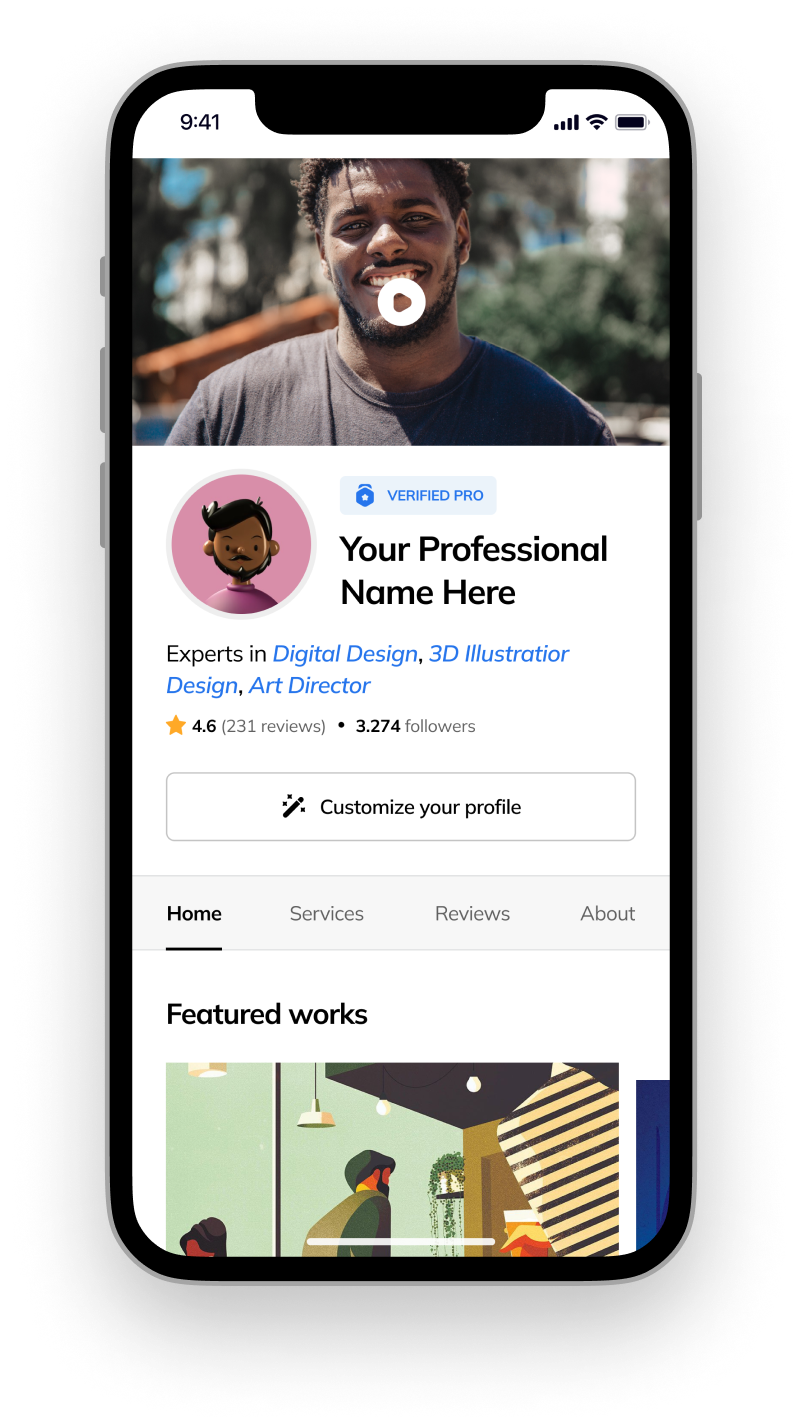 9:41
VERIFIED PRO
Your Professional
Name Here
Experts in Digital Design, 3D Illustratior
Design, Art Director
4.6 (231 reviews) • 3.274 followers
Customize your profile
Home Services Reviews About
Featured works